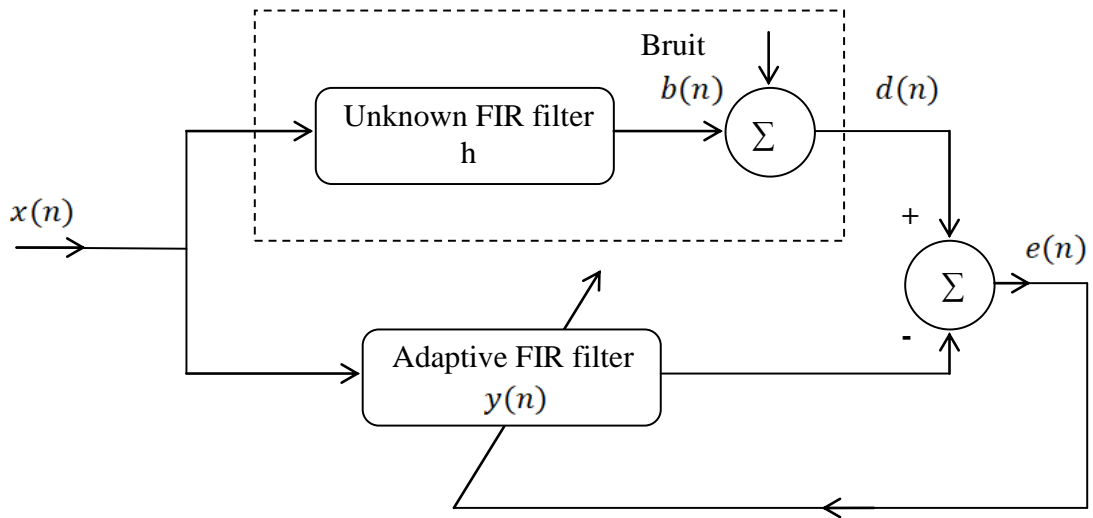 Bruit
b(n)
d(n)
Unknown FIR filter
h
Σ
x(n)
+
e(n)
Σ
-
Adaptive FIR filter
y(n)